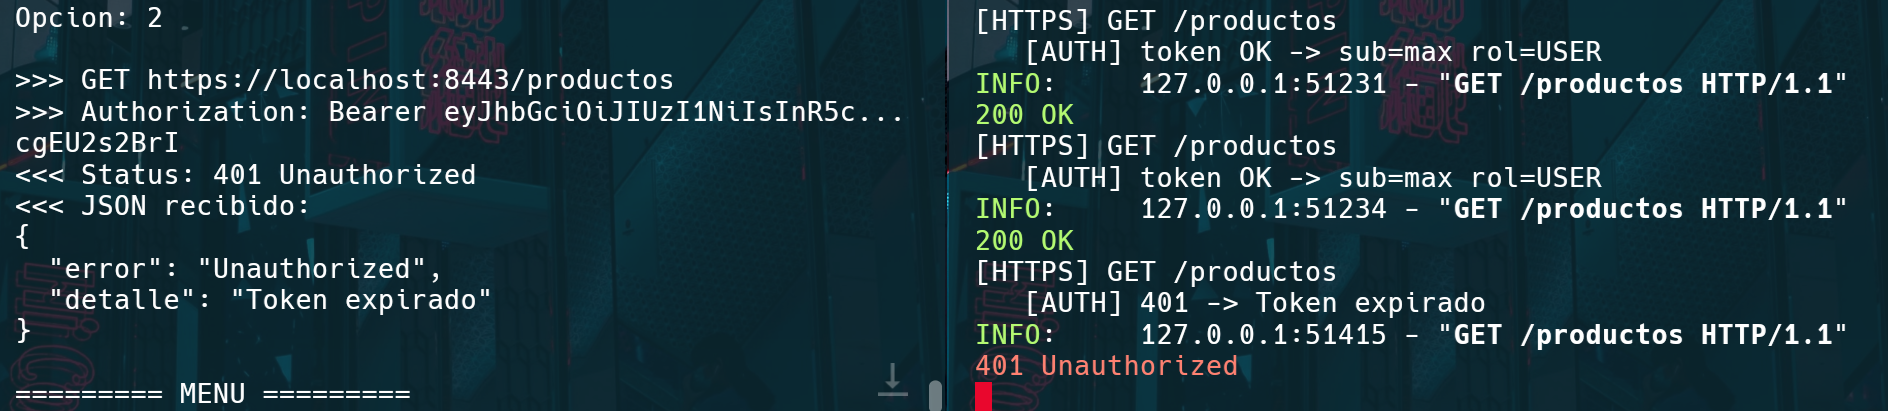 Opcion: 2
>>> GET https://localhost:8443/productos
>>> Authorization: Bearer eyJhbGciOiJIUzI1NiIsInR5c...
cgEU2s2BrI
<<< Status: 401 Unauthorized
<<< JSON recibido:
{
  "error": "Unauthorized",
  "detalle": "Token expirado"
}
========= MENU =========
[HTTPS] GET /productos
   [AUTH] token OK -> sub=max rol=USER
INFO:     127.0.0.1:51231 - "GET /productos HTTP/1.1"
200 OK
[HTTPS] GET /productos
   [AUTH] token OK -> sub=max rol=USER
INFO:     127.0.0.1:51234 - "GET /productos HTTP/1.1"
200 OK
[HTTPS] GET /productos
   [AUTH] 401 -> Token expirado
INFO:     127.0.0.1:51415 - "GET /productos HTTP/1.1"
401 Unauthorized